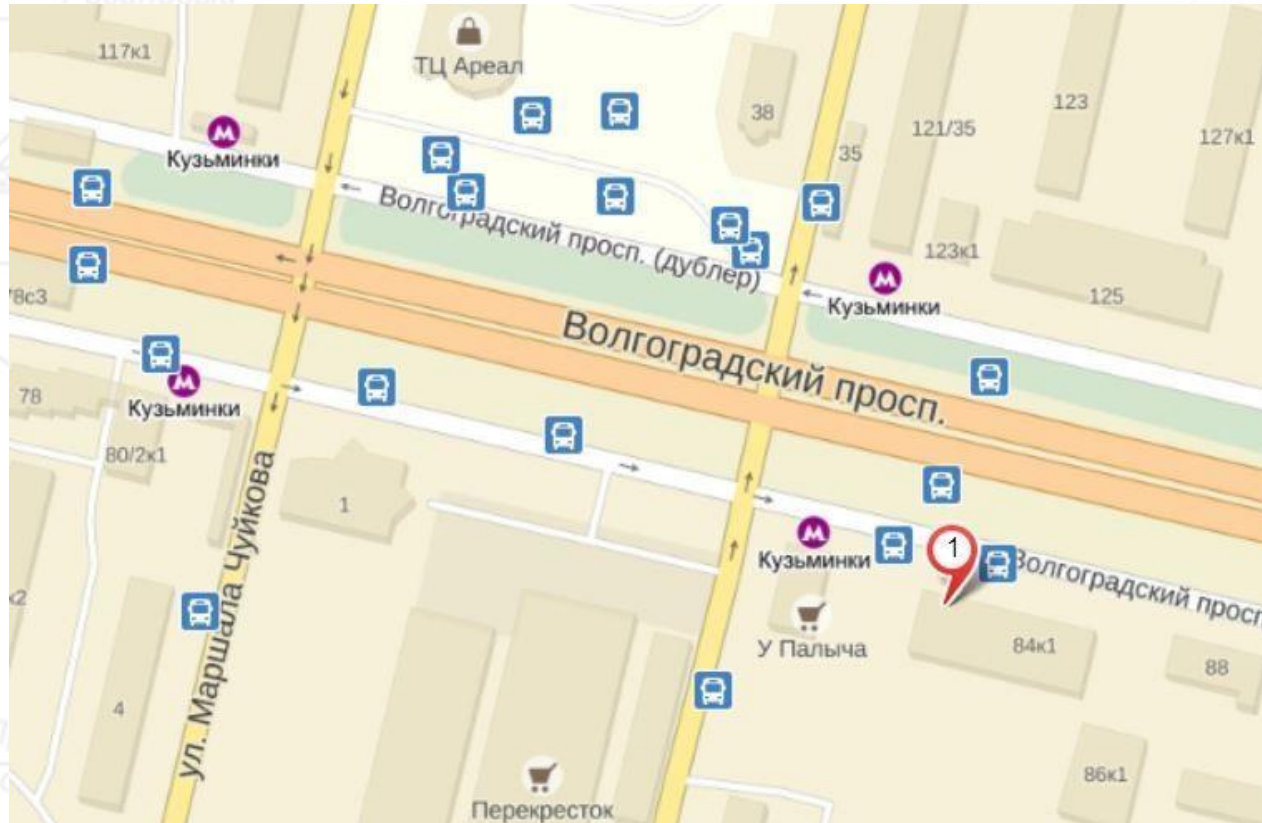 117к1
ТЦ Ареал
М
Кузьминки
38
35
121/35
123
127к1
Волгоградский просп. (дублер)
123к1
125
М
Кузьминки
78с3
Волгоградский просп.
78
М
Кузьминки
80/2к1
1
ул. Маршала Чуйкова
М
Кузьминки
1
Волгоградский просп
У Палыча
84к1
88
4
86к1
Перекресток